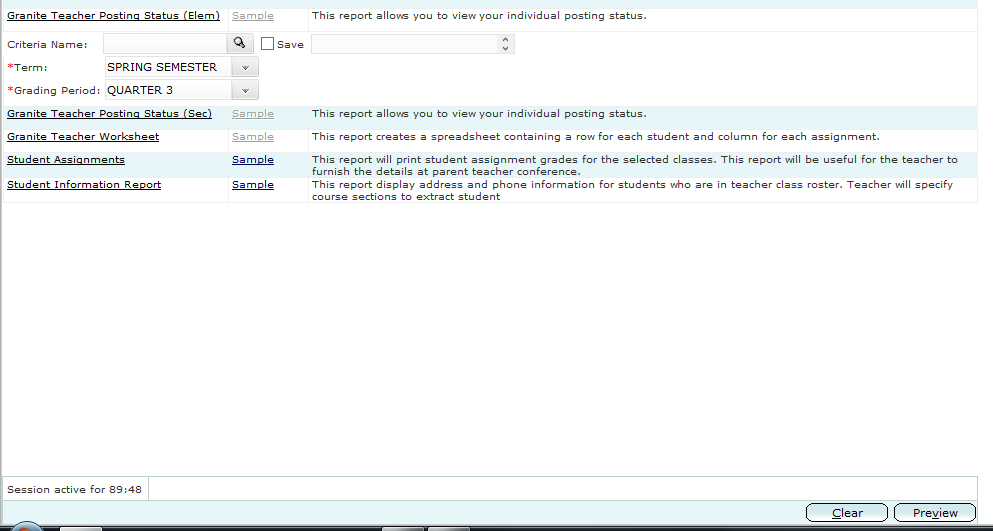 Granite Teacher Posting Status (Elem) Sample This report allows you to view your individual posting status.
Criteria Name: Save
*Term: SPRING SEMESTER
*Grading Period: QUARTER 3
Granite Teacher Posting Status (Sec) Sample This report allows you to view your individual posting status.
Granite Teacher Worksheet Sample This report creates a spreadsheet containing a row for each student and column for each assignment.
Student Assignments Sample This report will print student assignment grades for the selected classes. This report will be useful for the teacher to
furnish the details at parent teacher conference.
Student Information Report Sample This report display address and phone information for students who are in teacher class roster. Teacher will specify
course sections to extract student
Session active for 89:48
Clear Preview